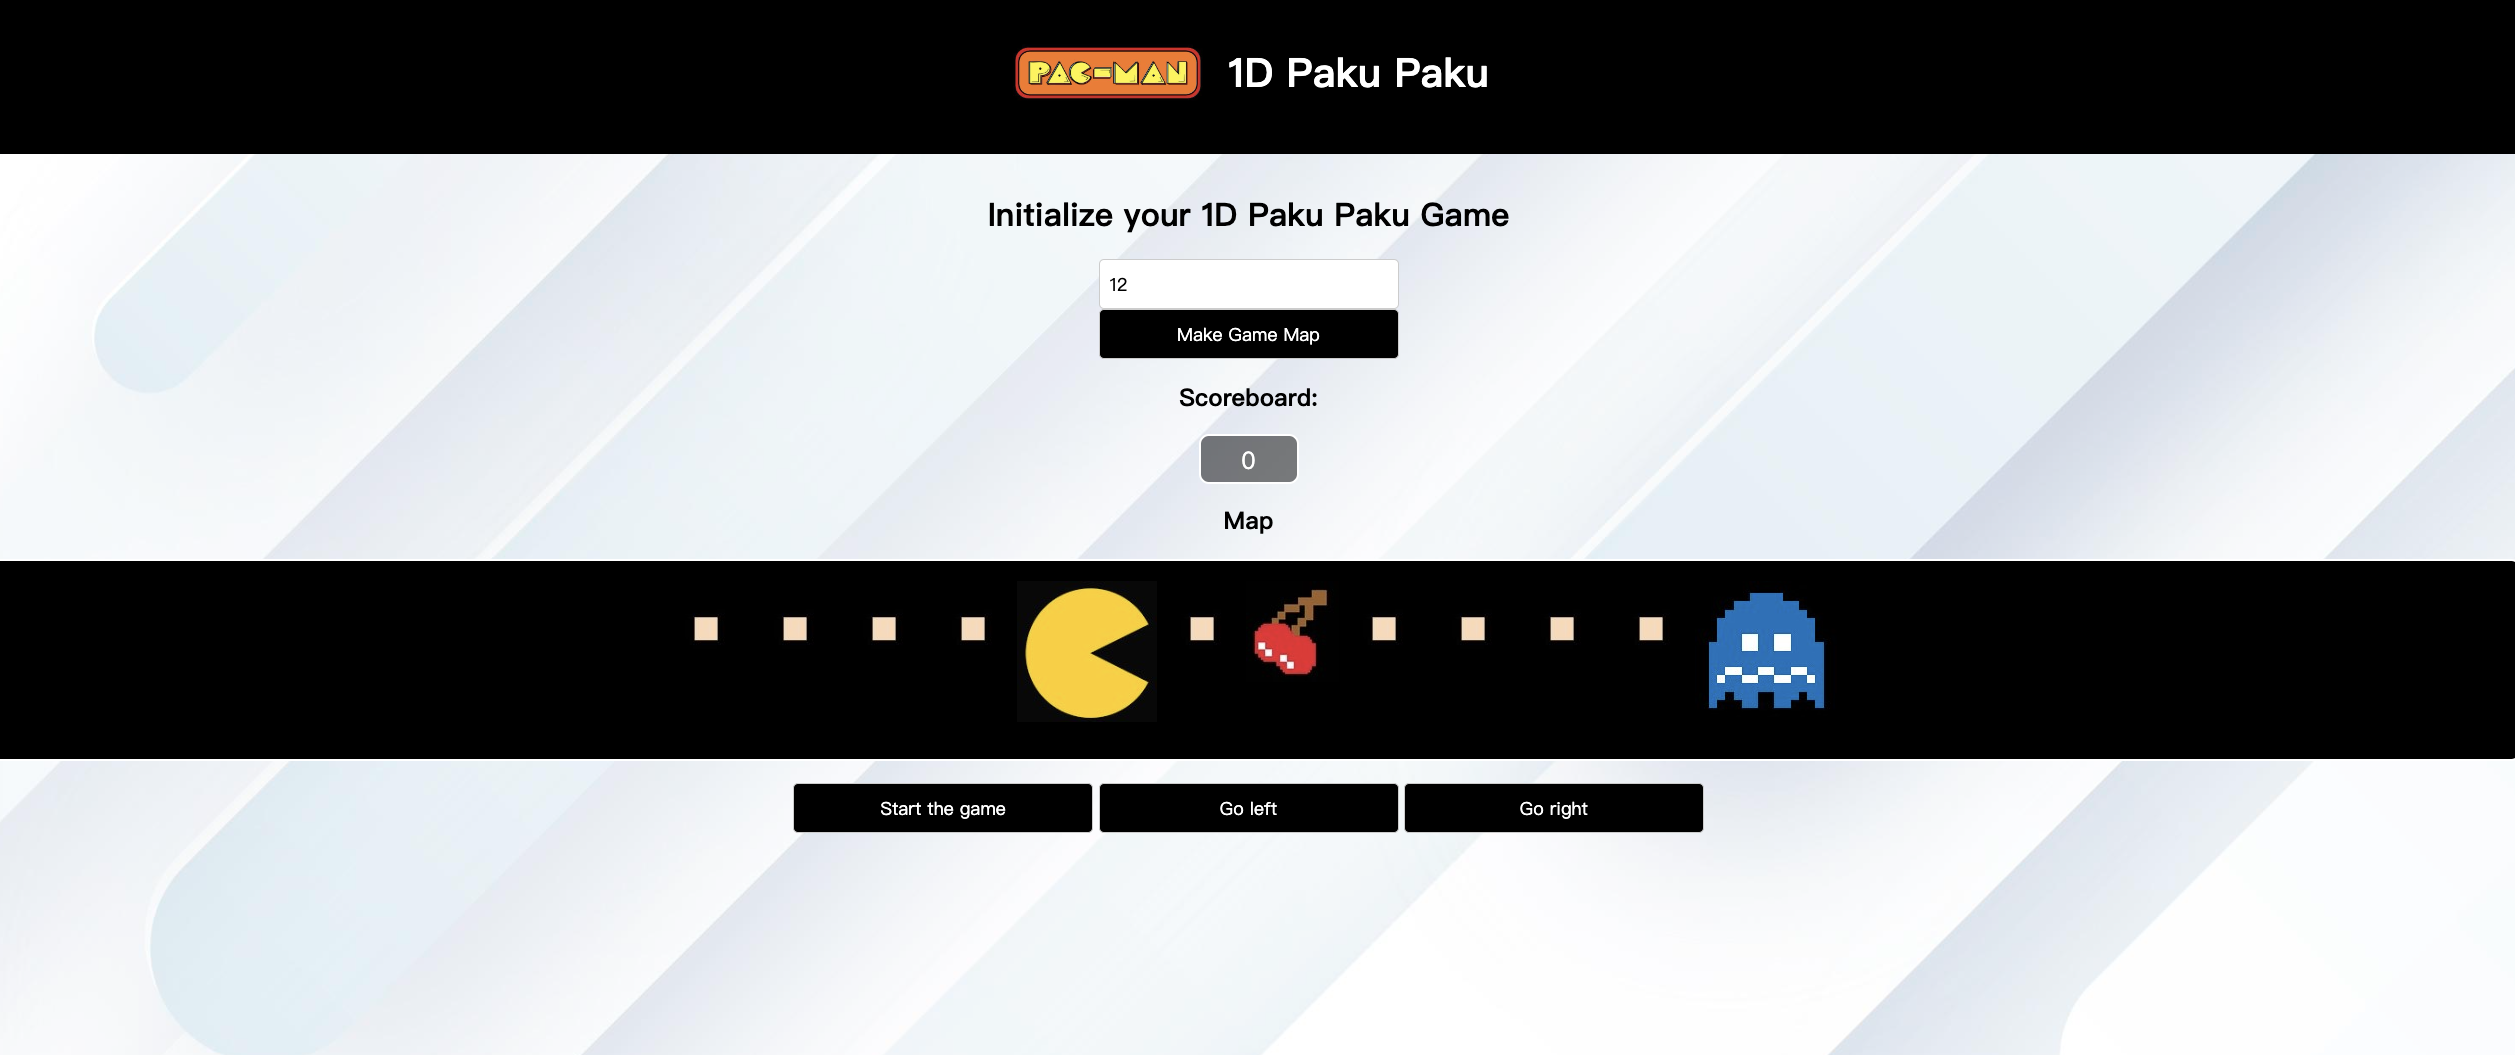 PAC-MAN 1D Paku Paku
Initialize your 1D Paku Paku Game
12
Make Game Map
Scoreboard:
0
Map
Start the game Go left Go right